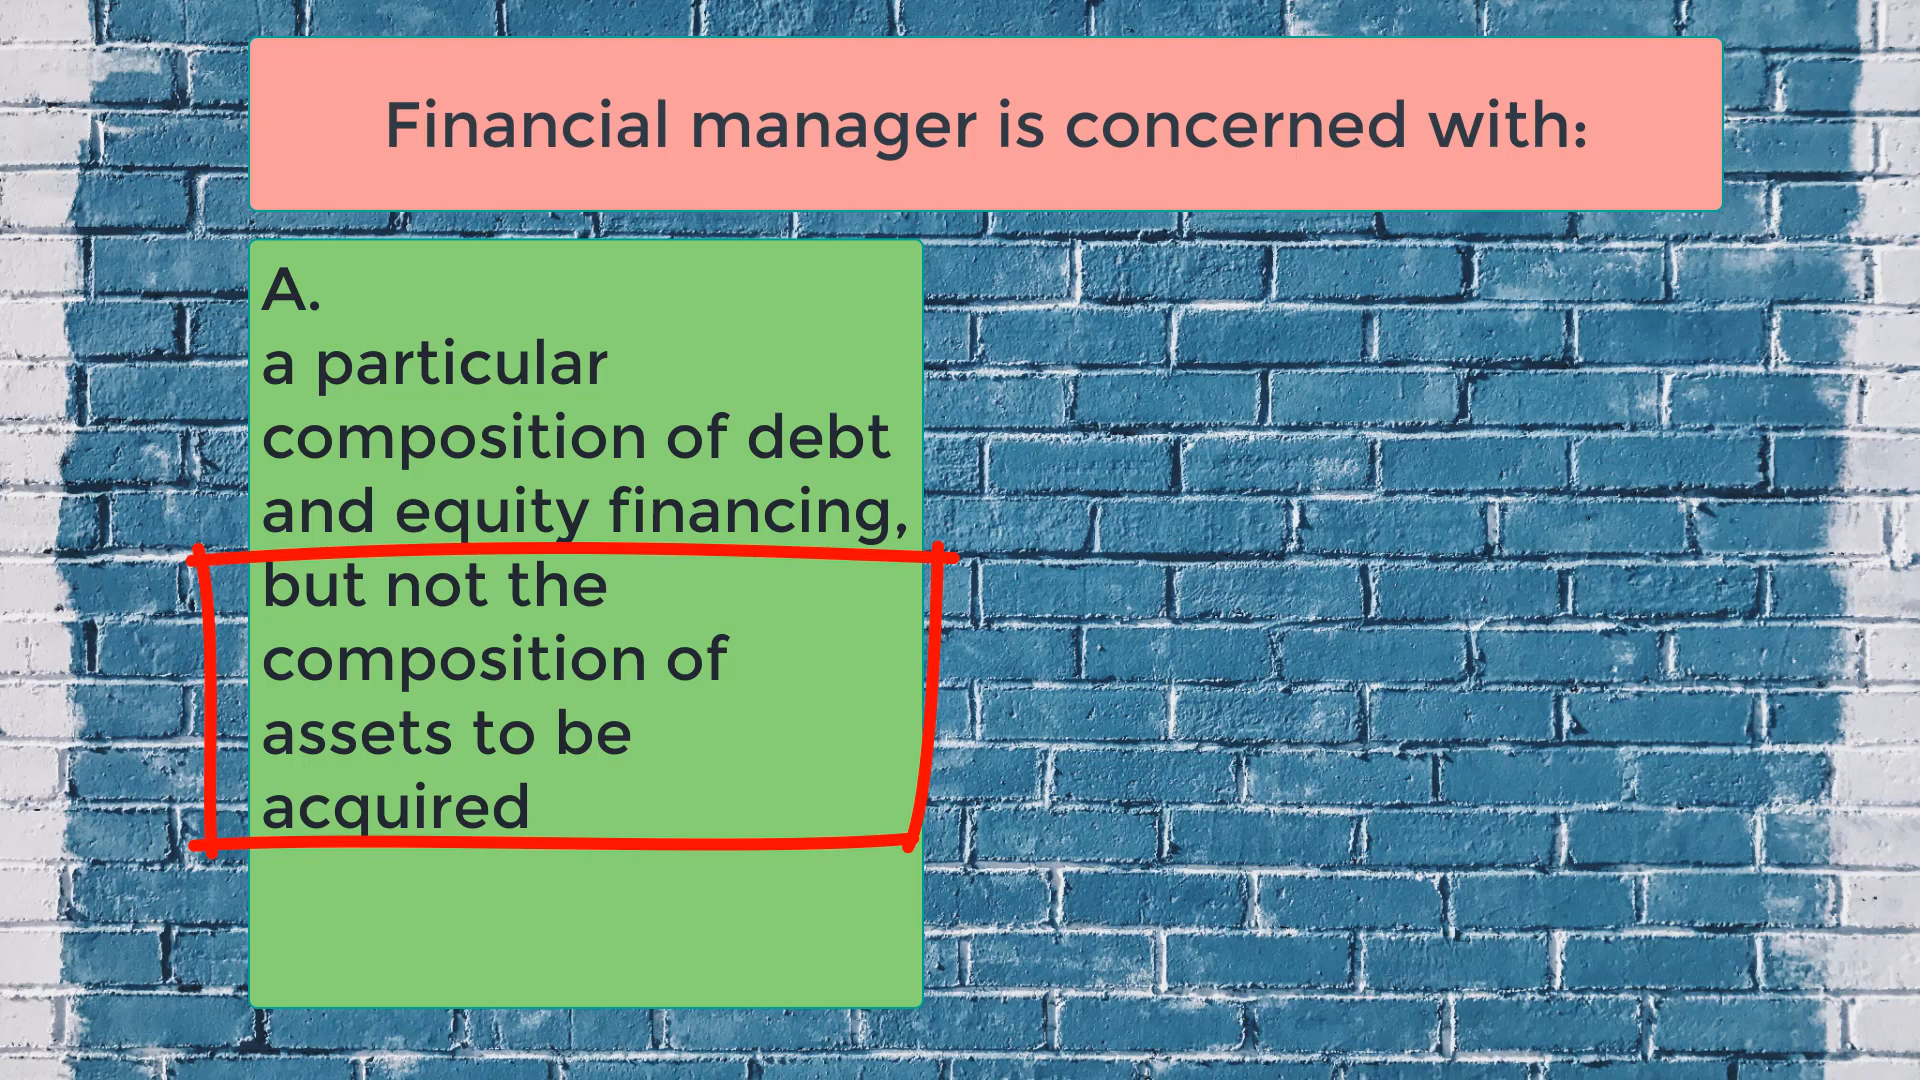 Financial manager is concerned with:
A.
a particular
composition of debt
and equity financing,
but not the
composition of
assets to be
acquired